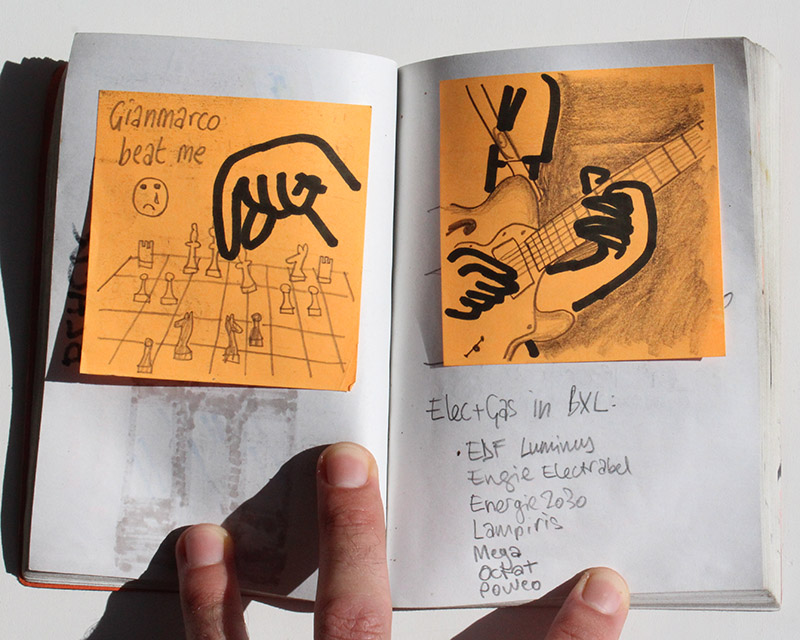 Gianmarco
beat me
Elec+Gas in BXL:
• EDF Luminus
Engie Electrabel
Energie 2030
Lampiris
Mega
Octa+
Poweo